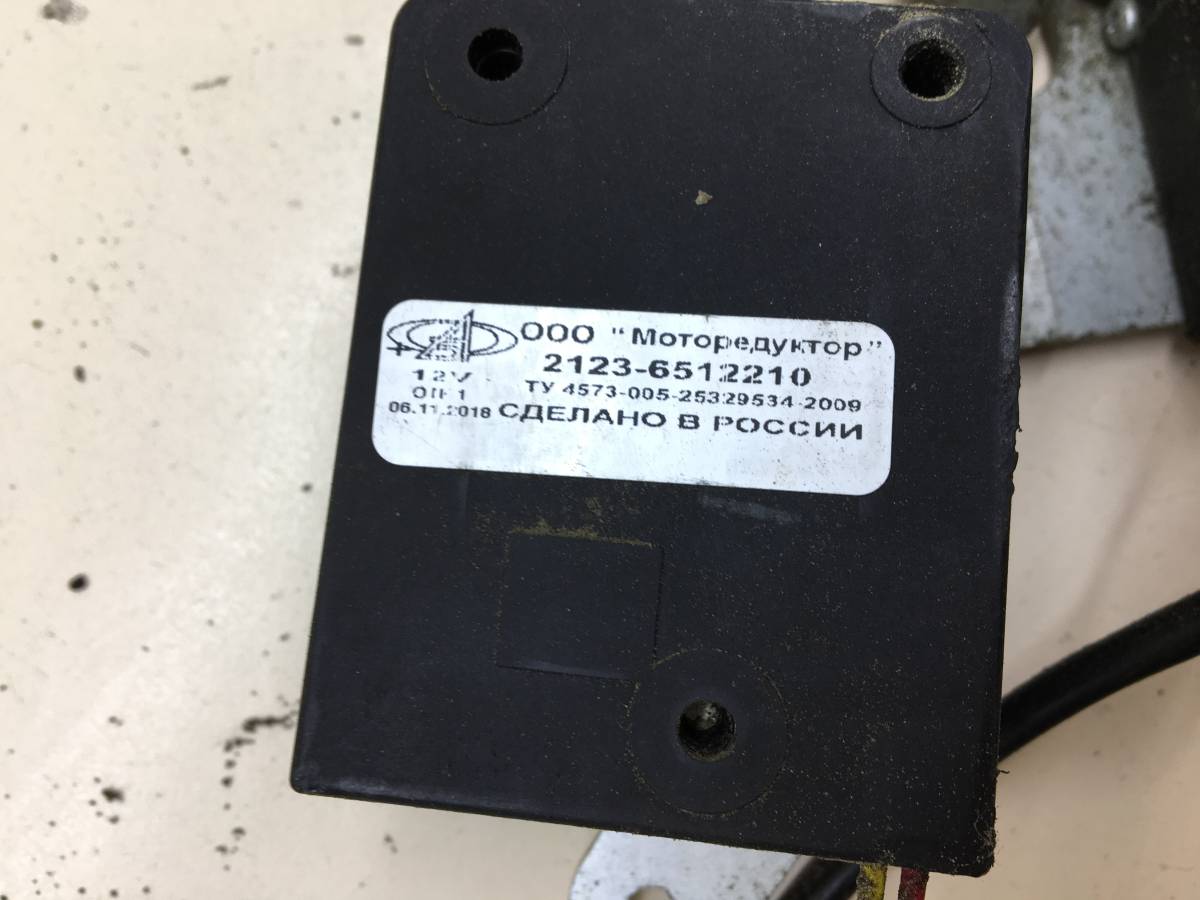 ООО "Моторедуктор"
2123-6512210
12V
ТУ 4573-005-25329534-2009
06.11.2018 СДЕЛАНО В РОССИИ